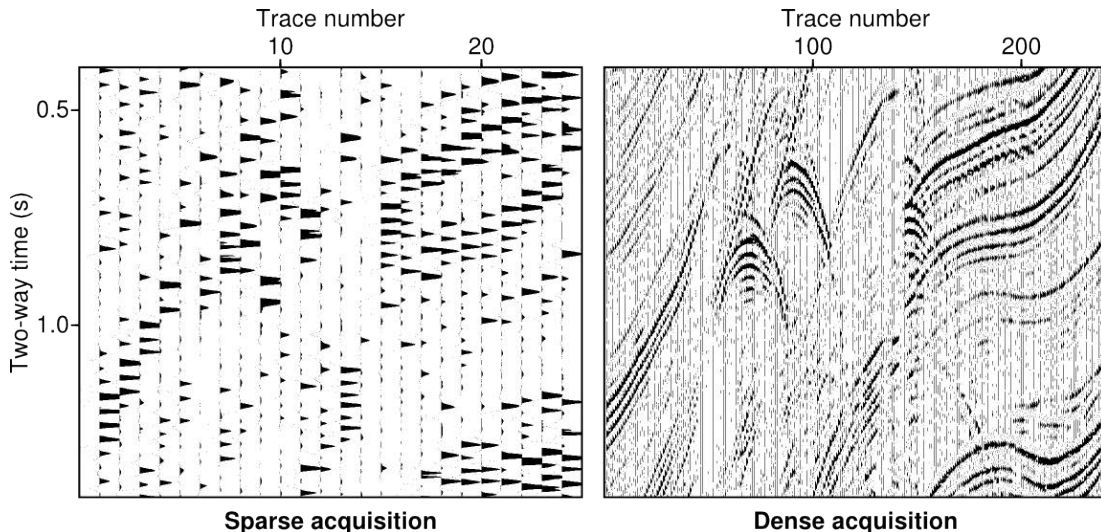 Trace number
10 20
Trace number
100 200
0.5
1.0
Two-way time (s)
Sparse acquisition
Dense acquisition